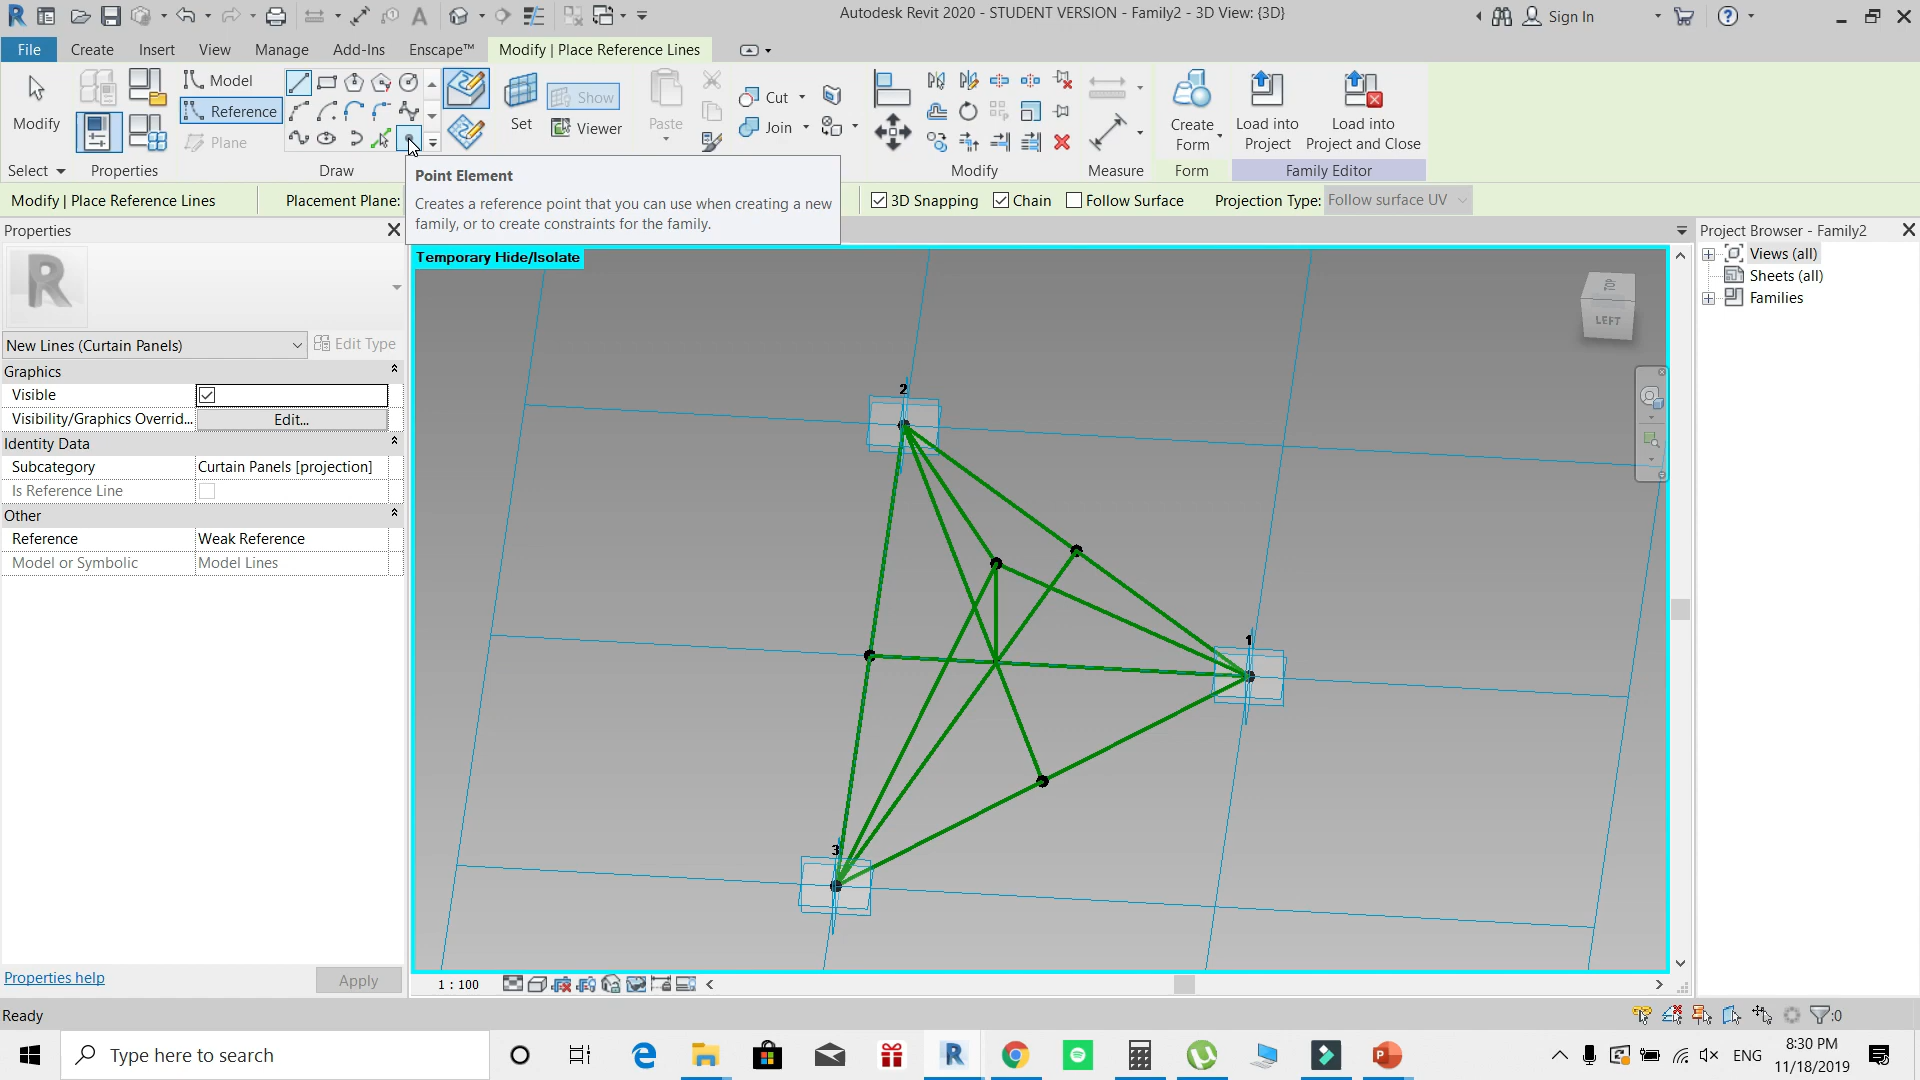 Autodesk Revit 2020 - STUDENT VERSION - Family2 - 3D View: {3D}
Sign In
File
Create
Insert
View
Manage
Add-Ins
Enscape™
Modify | Place Reference Lines
Modify
Model
Reference
Plane
Set
Show
Viewer
Paste
Cut
Join
Create Form
Load into Project
Load into Project and Close
Select
Properties
Draw
Modify
Measure
Form
Family Editor
Point Element
Creates a reference point that you can use when creating a new
family, or to create constraints for the family.
Modify | Place Reference Lines
Placement Plane:
3D Snapping
Chain
Follow Surface
Projection Type:
Follow surface UV
Properties
New Lines (Curtain Panels)
Edit Type
Graphics
Visible
Visibility/Graphics Overrid...
Edit...
Identity Data
Subcategory
Curtain Panels [projection]
Is Reference Line
Other
Reference
Weak Reference
Model or Symbolic
Model Lines
Properties help
Apply
Temporary Hide/Isolate
TOP
LEFT
2
1
3
Project Browser - Family2
Views (all)
Sheets (all)
Families
1 : 100
Ready
:0
Type here to search
ENG
8:30 PM
11/18/2019